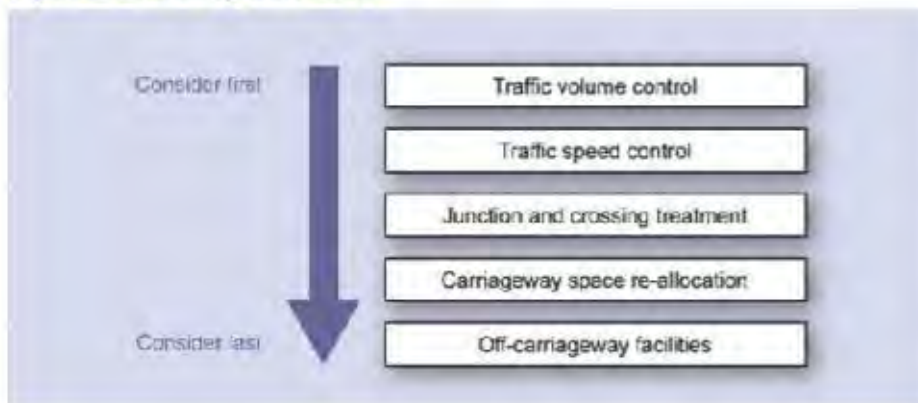 Consider first
Traffic volume control
Traffic speed control
Junction and crossing treatment
Carriageway space re-allocation
Consider last
Off-carriageway facilities